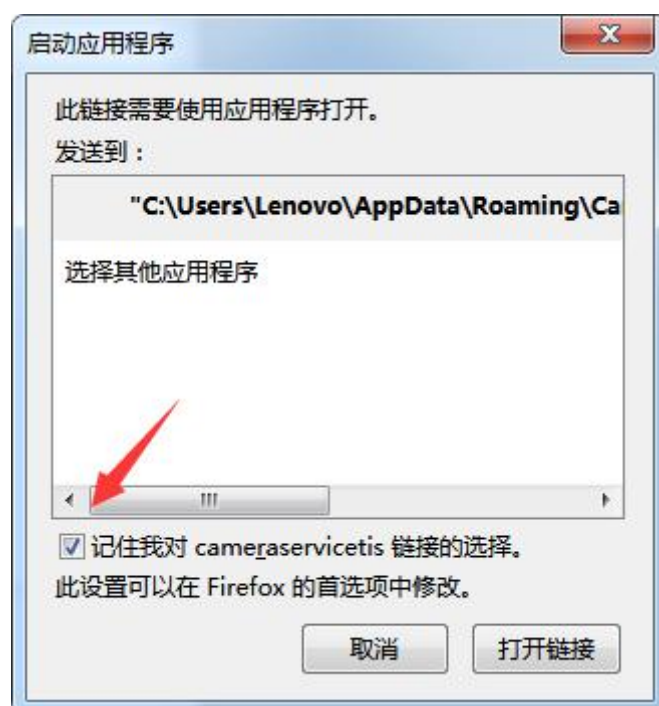 启动应用程序
此链接需要使用应用程序打开。
发送到：
"C:\Users\Lenovo\AppData\Roaming\Ca
选择其他应用程序
记住我对 cameraservicetis 链接的选择。
此设置可以在 Firefox 的首选项中修改。
取消 打开链接